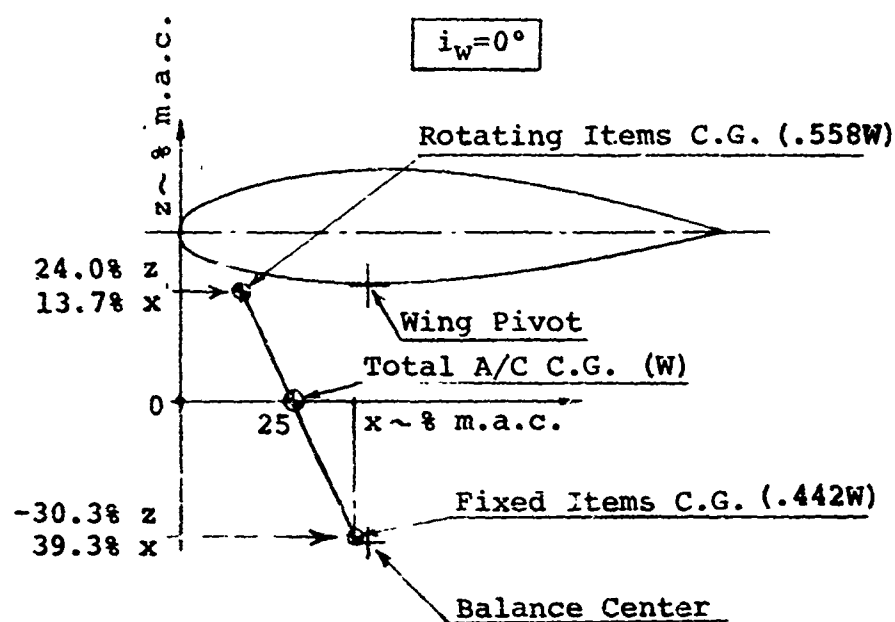 i_w=0°
z ~ % m.a.c.
Rotating Items C.G. (.558W)
24.0% z
13.7% x
Wing Pivot
Total A/C C.G. (W)
0
25
x ~ % m.a.c.
-30.3% z
39.3% x
Fixed Items C.G. (.442W)
Balance Center